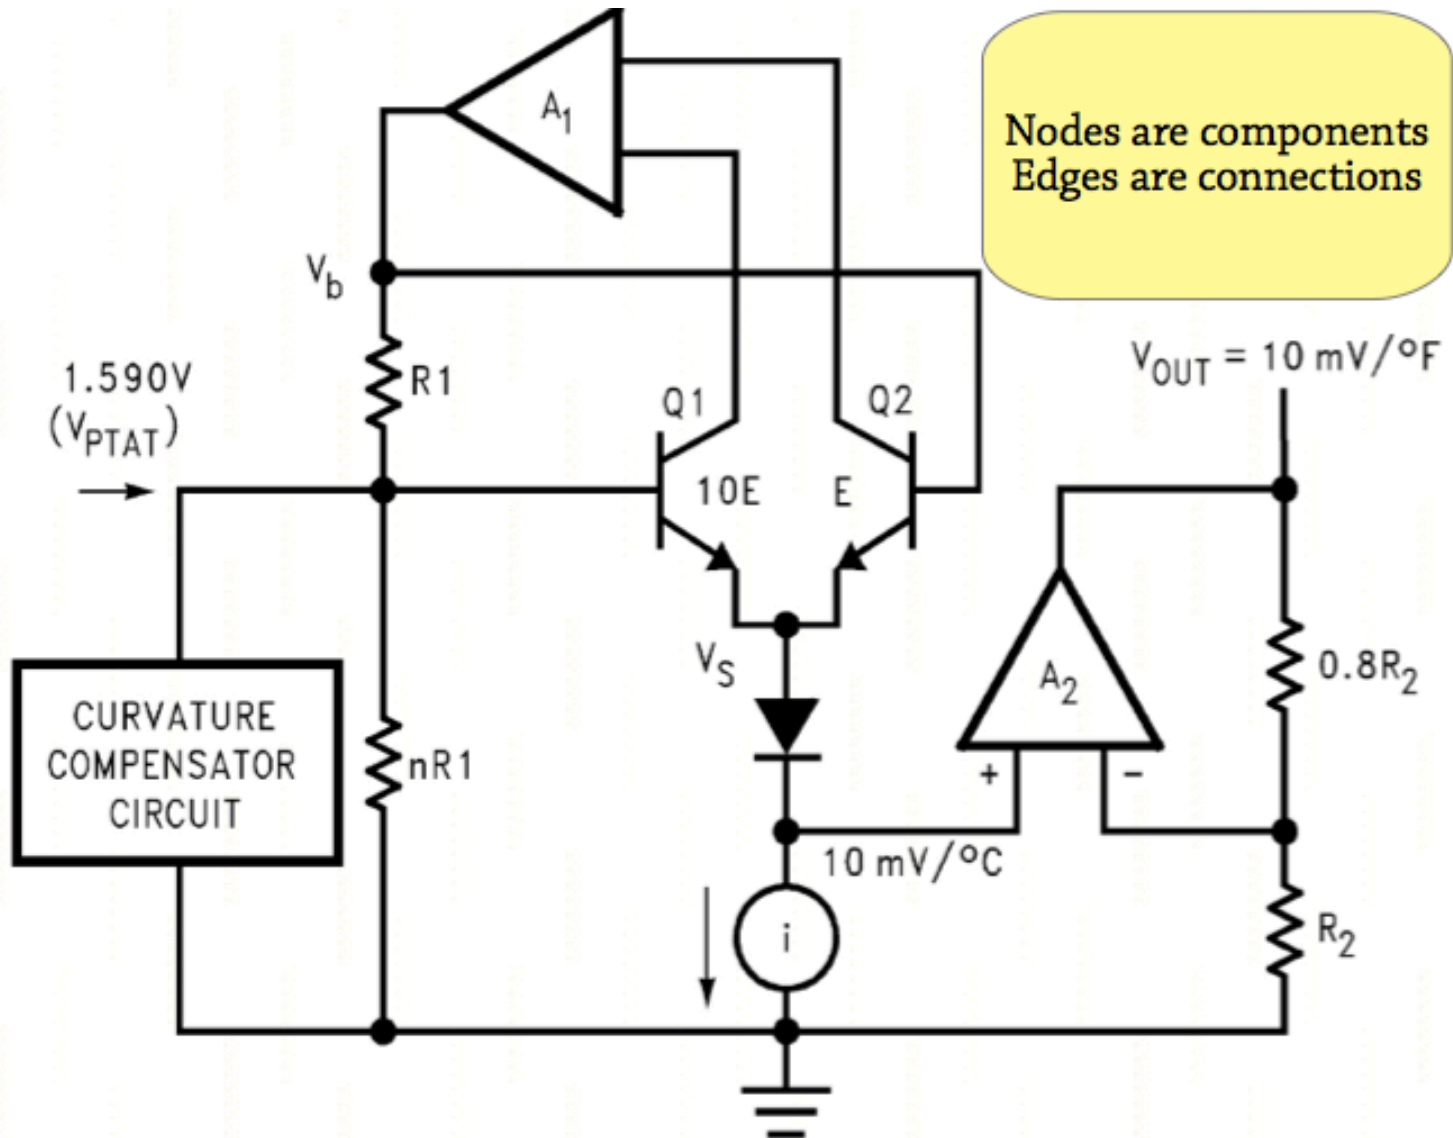 A1
Nodes are components
Edges are connections
Vb
VOUT = 10 mV/°F
1.590V
(VPTAT)
R1
Q1
Q2
10E
E
VS
A2
0.8R2
CURVATURE
COMPENSATOR
CIRCUIT
nR1
+
−
10 mV/°C
i
R2